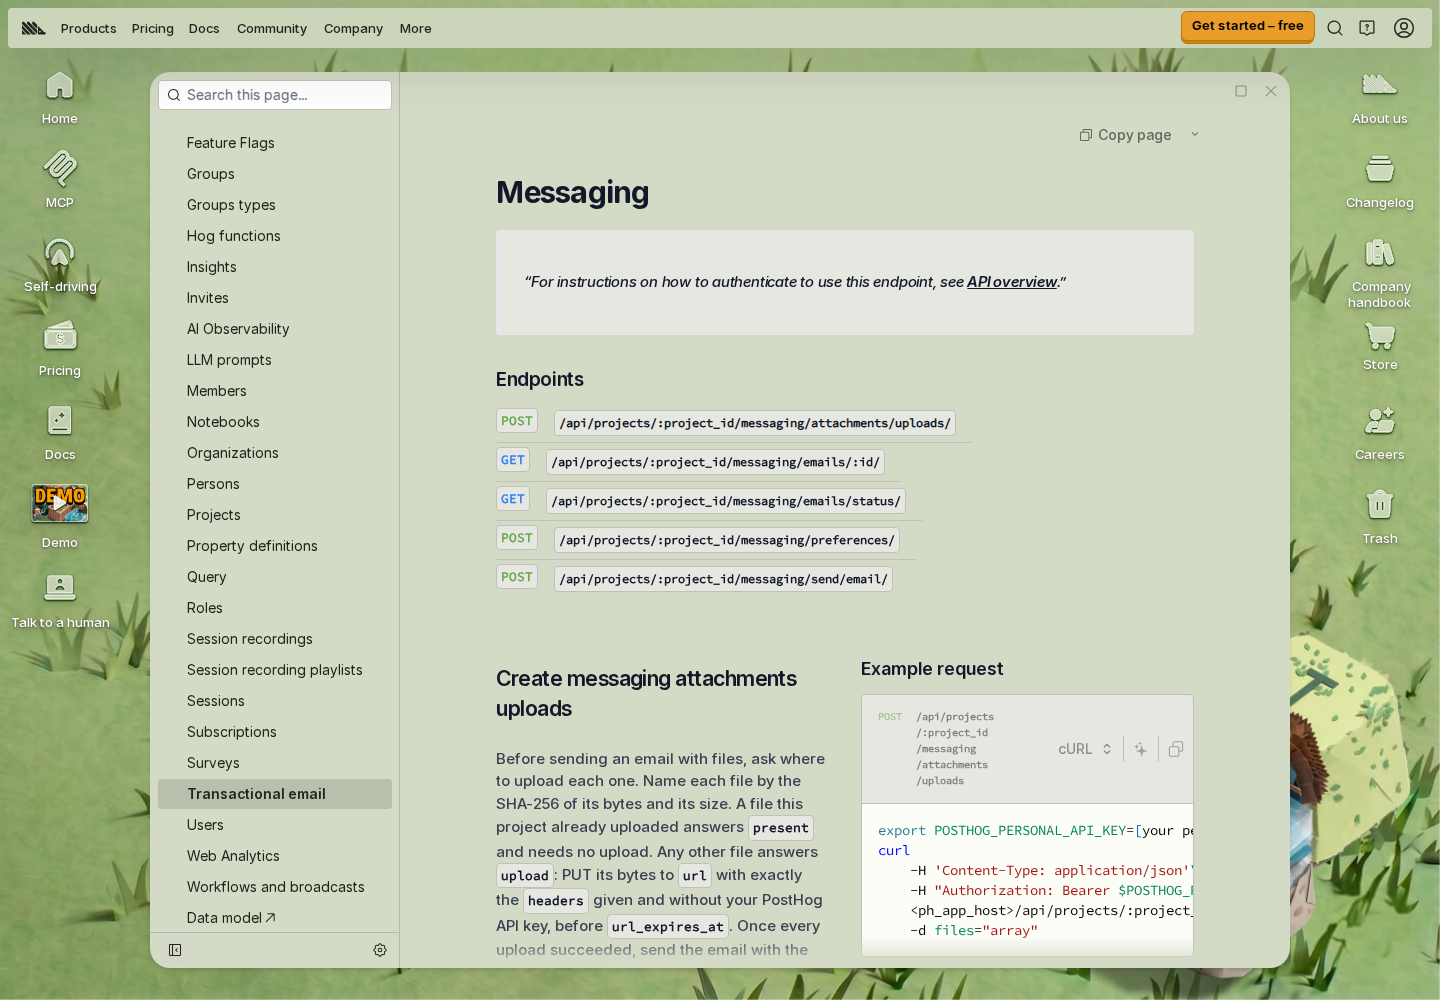 Products Pricing Docs Community Company More
Get started – free
Home
MCP
Self-driving
Pricing
$
Docs
DEMO
Demo
Talk to a human
Search this page...
Feature Flags
Groups
Groups types
Hog functions
Insights
Invites
AI Observability
LLM prompts
Members
Notebooks
Organizations
Persons
Projects
Property definitions
Query
Roles
Session recordings
Session recording playlists
Sessions
Subscriptions
Surveys
Transactional email
Users
Web Analytics
Workflows and broadcasts
Data model
Copy page
Messaging
“For instructions on how to authenticate to use this endpoint, see API overview.”
Endpoints
POST /api/projects/:project_id/messaging/attachments/uploads/
GET /api/projects/:project_id/messaging/emails/:id/
GET /api/projects/:project_id/messaging/emails/status/
POST /api/projects/:project_id/messaging/preferences/
POST /api/projects/:project_id/messaging/send/email/
Create messaging attachments
uploads
Before sending an email with files, ask where
to upload each one. Name each file by the
SHA-256 of its bytes and its size. A file this
project already uploaded answers present
and needs no upload. Any other file answers
upload: PUT its bytes to url with exactly
the headers given and without your PostHog
API key, before url_expires_at. Once every
upload succeeded, send the email with the
Example request
POST /api/projects
/:project_id
/messaging
/attachments
/uploads
cURL
export POSTHOG_PERSONAL_API_KEY=[your pe
curl
-H 'Content-Type: application/json'\
-H "Authorization: Bearer $POSTHOG_P
<ph_app_host>/api/projects/:project_
-d files="array"
About us
Changelog
Company
handbook
Store
Careers
Trash